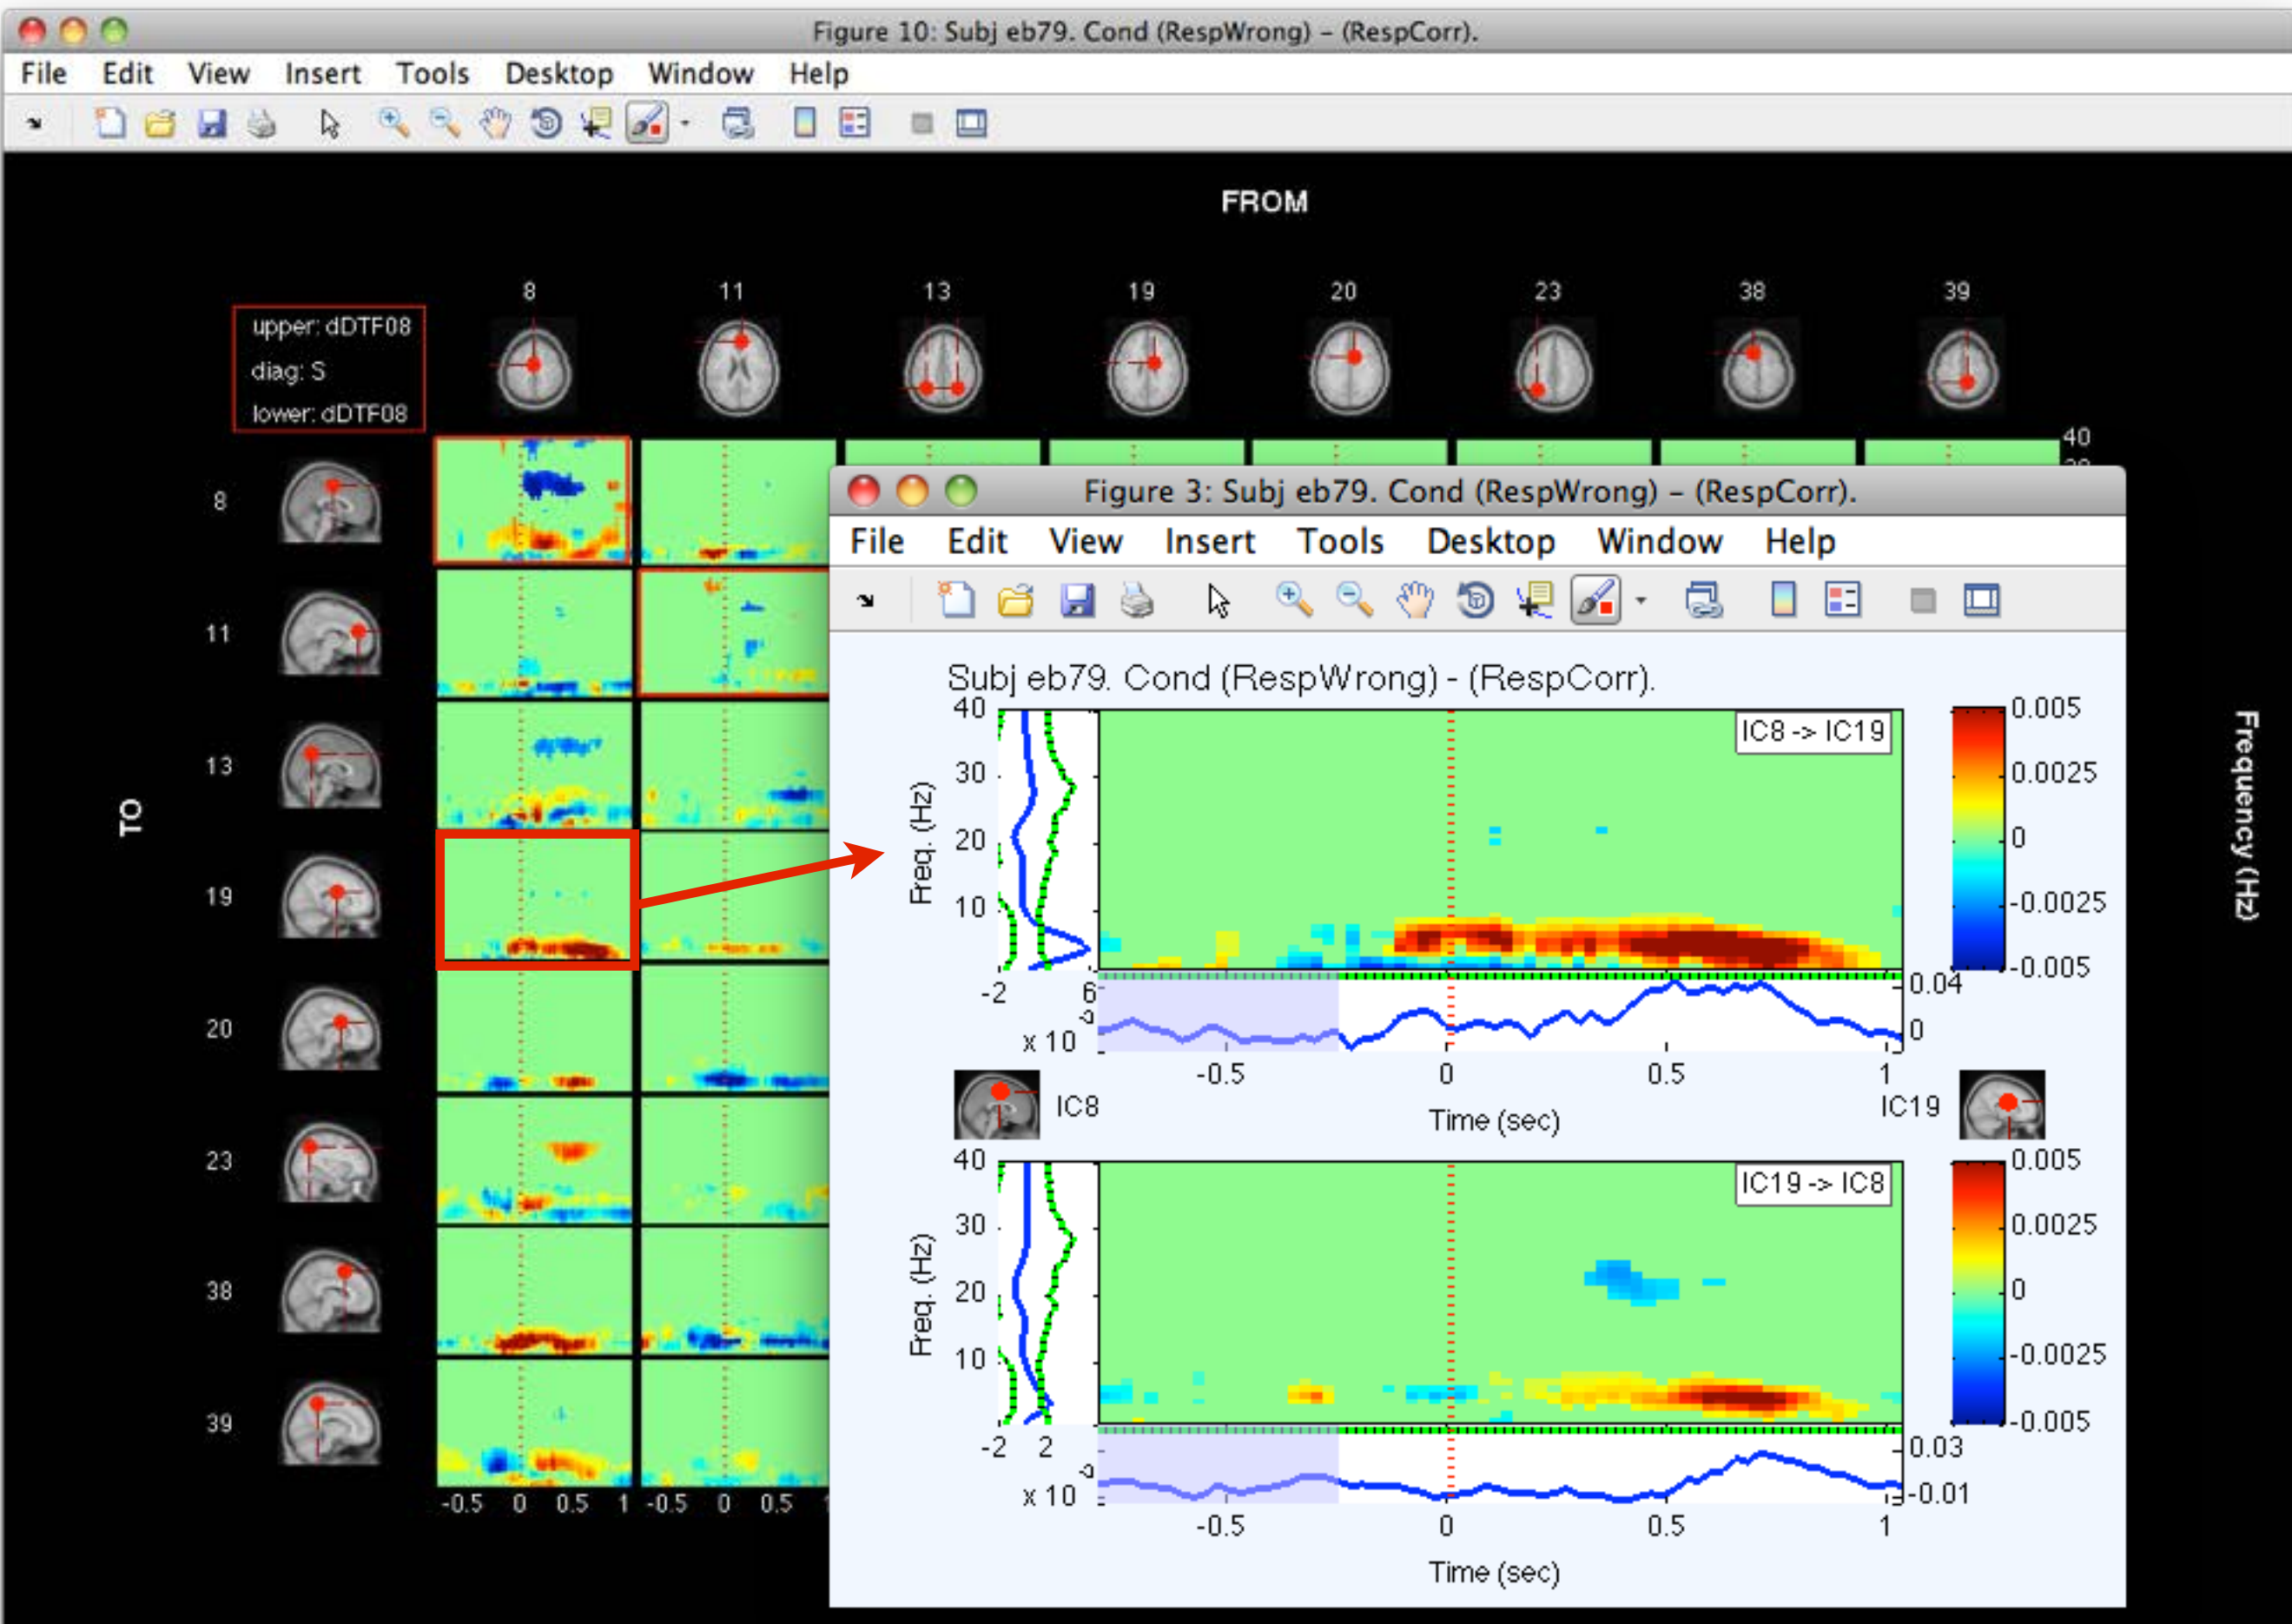 Figure 10: Subj eb79. Cond (RespWrong) – (RespCorr).
File Edit View Insert Tools Desktop Window Help
FROM
8 11 13 19 20 23 38 39
upper: dDTF08
diag: S
lower: dDTF08
40
8
Figure 3: Subj eb79. Cond (RespWrong) – (RespCorr).
File Edit View Insert Tools Desktop Window Help
11
Subj eb79. Cond (RespWrong) - (RespCorr).
40 IC8 -> IC19 0.005
30 0.0025
20 0
10 -0.0025
-0.005
Freq. (Hz)
Frequency (Hz)
TO
13
19
-2 6 0.04
x 10 -3 0
-0.5 0 0.5 1
20
IC8 Time (sec) IC19
40 IC19 -> IC8 0.005
23
30 0.0025
20 0
38
10 -0.0025
-0.005
Freq. (Hz)
39
-2 2 0.03
x 10 -3 -0.01
-0.5 0 0.5 1 -0.5 0 0.5
-0.5 0 0.5 1
Time (sec)